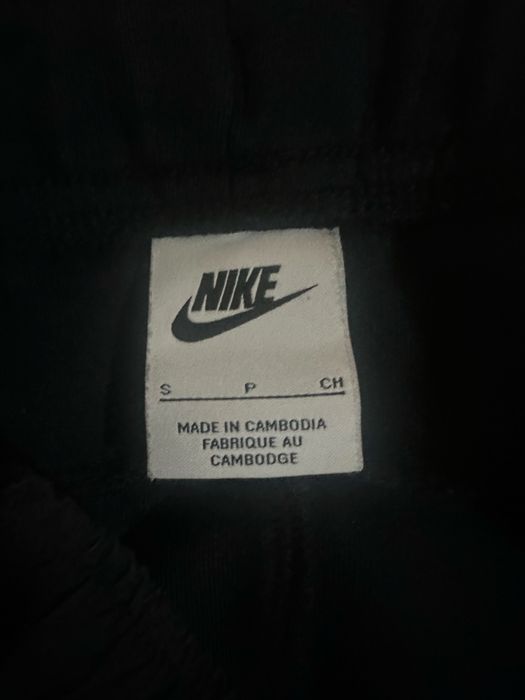 NIKE
S P CH
MADE IN CAMBODIA
FABRIQUE AU
CAMBODGE